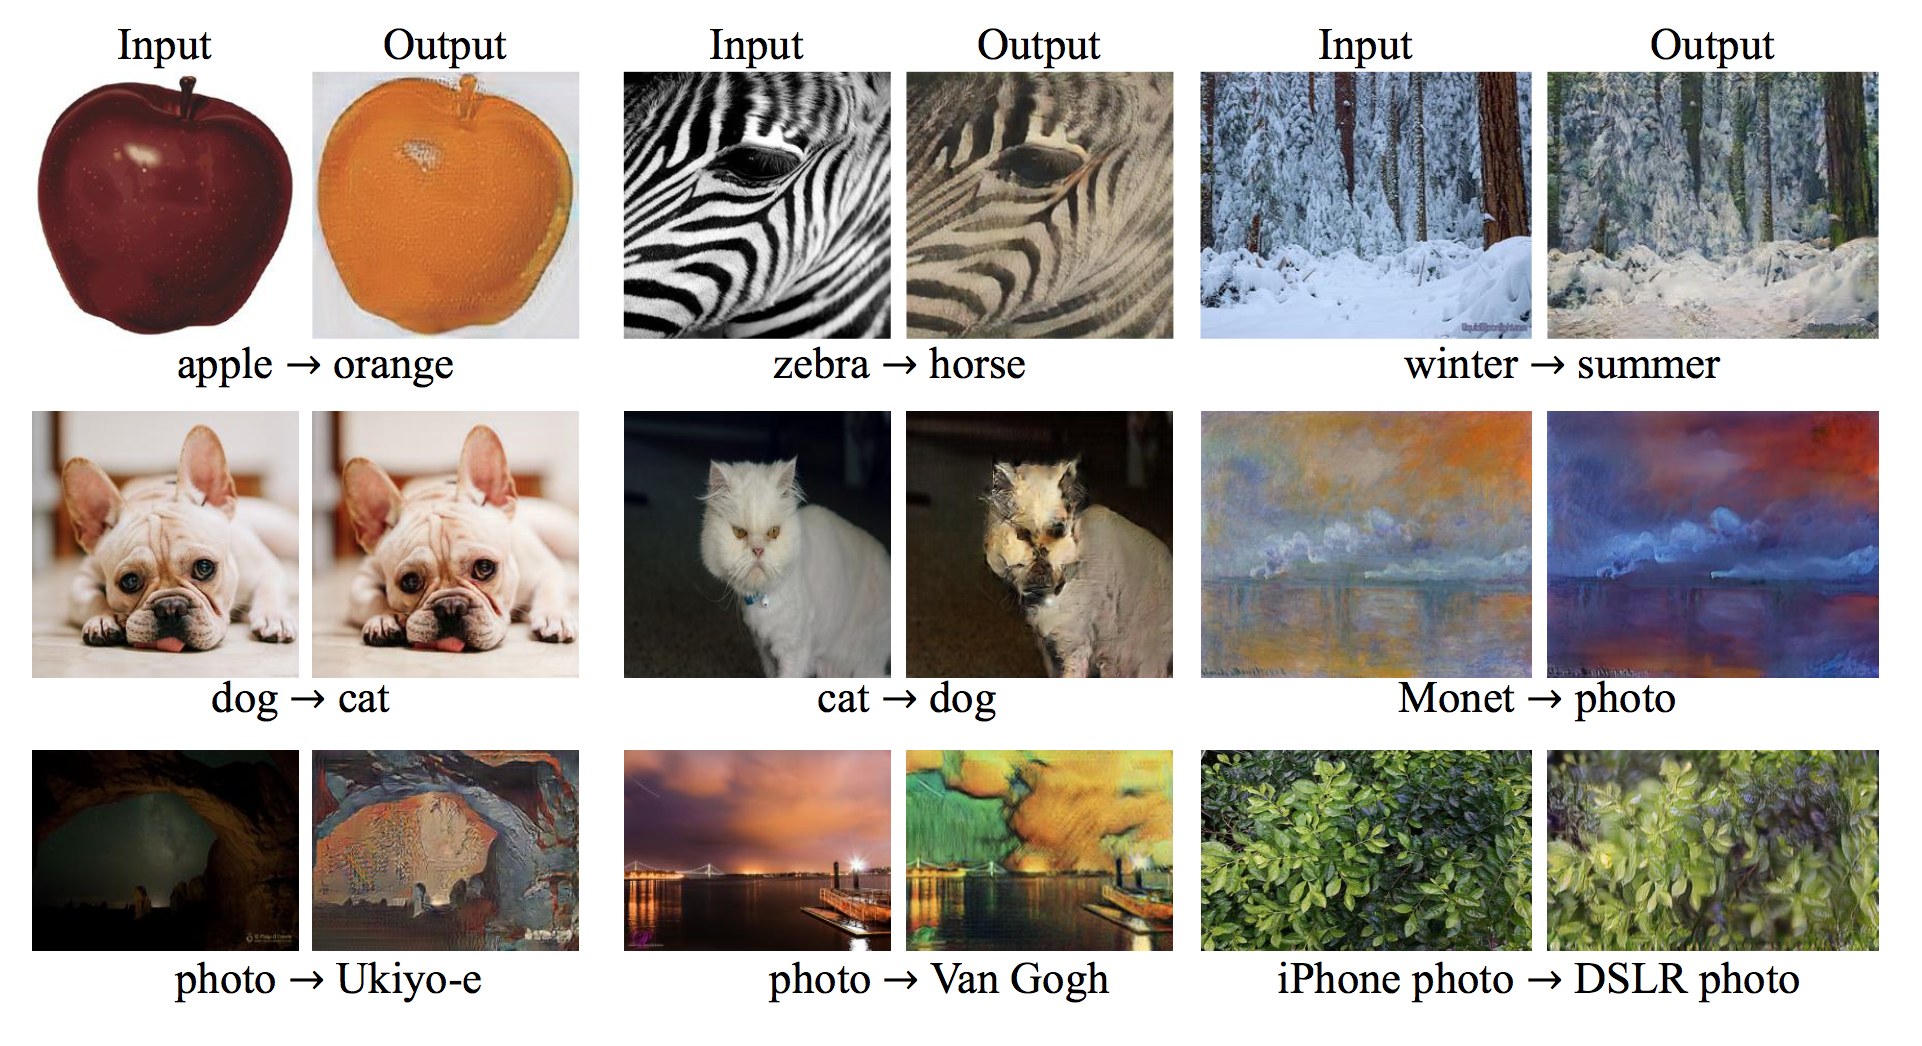 Input Output Input Output Input Output
apple → orange zebra → horse winter → summer
dog → cat cat → dog Monet → photo
photo → Ukiyo-e photo → Van Gogh iPhone photo → DSLR photo